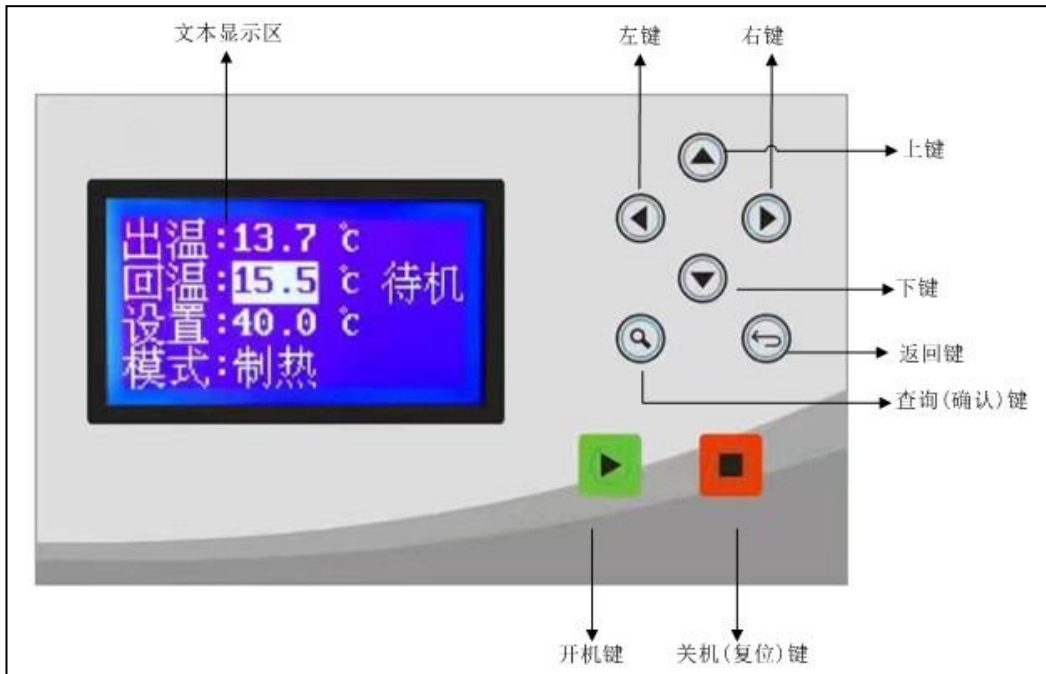 文本显示区
左键
右键
上键
出温:13.7 ℃
回温:15.5 ℃ 待机
设置:40.0 ℃
模式:制热
下键
返回键
查询(确认)键
开机键
关机(复位)键